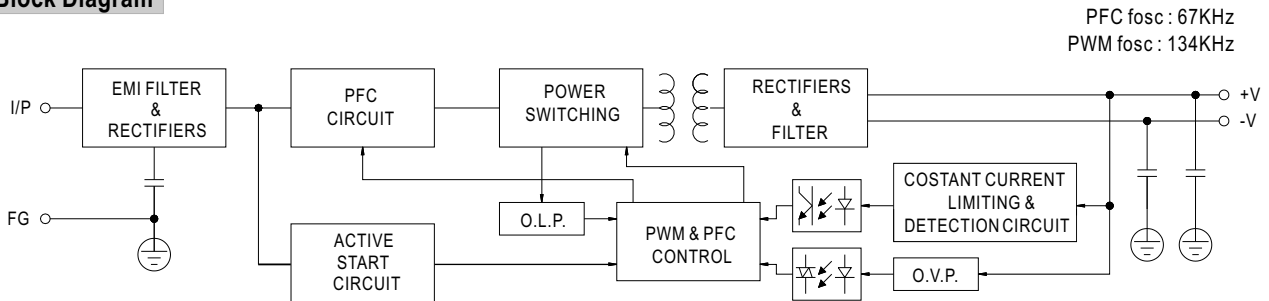 Block Diagram
PFC fosc : 67KHz
PWM fosc : 134KHz
I/P
EMI FILTER
&
RECTIFIERS
PFC
CIRCUIT
POWER
SWITCHING
RECTIFIERS
&
FILTER
+V
-V
FG
O.L.P.
PWM & PFC
CONTROL
COSTANT CURRENT
LIMITING &
DETECTION CIRCUIT
ACTIVE
START
CIRCUIT
O.V.P.